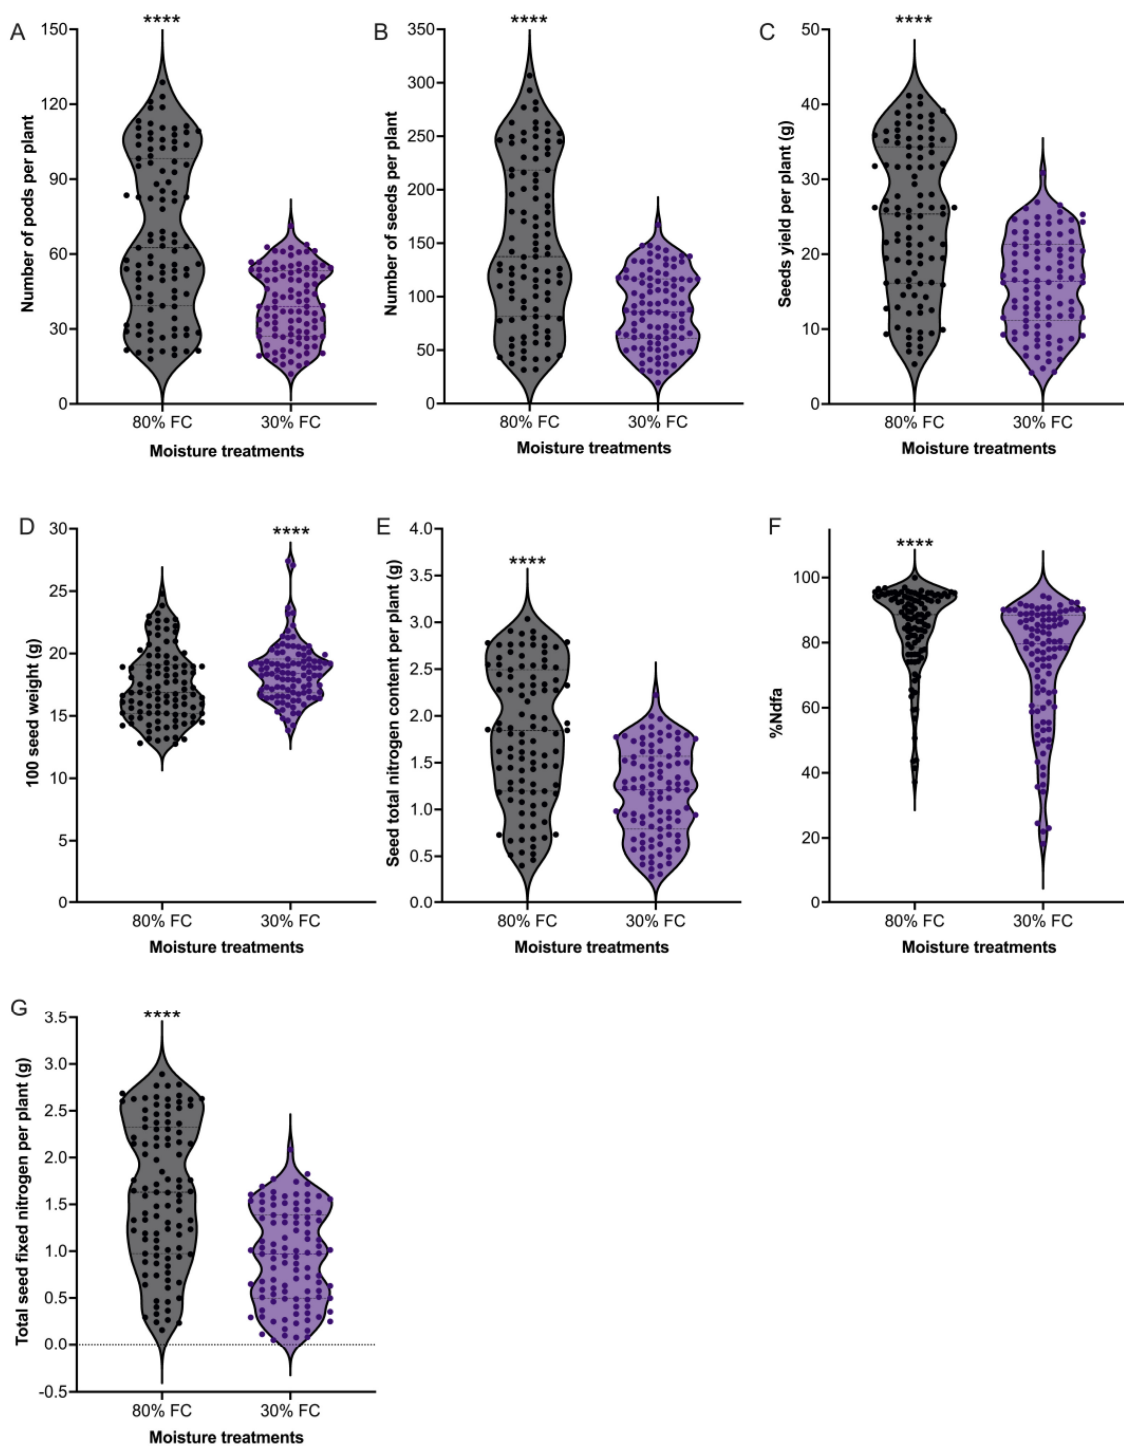 A
****
150
120
90
60
30
0
Number of pods per plant
80% FC 30% FC
Moisture treatments
B
****
350
300
250
200
150
100
50
0
Number of seeds per plant
80% FC 30% FC
Moisture treatments
C
****
50
40
30
20
10
0
Seeds yield per plant (g)
80% FC 30% FC
Moisture treatments
D
****
30
25
20
15
10
5
0
100 seed weight (g)
80% FC 30% FC
Moisture treatments
E
****
4.0
3.5
3.0
2.5
2.0
1.5
1.0
0.5
0.0
Seed total nitrogen content per plant (g)
80% FC 30% FC
Moisture treatments
F
****
100
80
60
40
20
0
%Ndfa
80% FC 30% FC
Moisture treatments
G
****
3.5
3.0
2.5
2.0
1.5
1.0
0.5
0.0
-0.5
Total seed fixed nitrogen per plant (g)
80% FC 30% FC
Moisture treatments